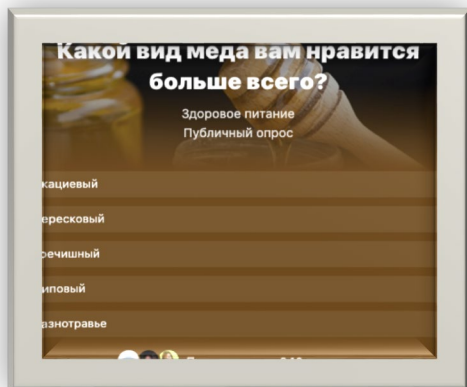 Какой вид меда вам нравится
больше всего?
Здоровое питание
Публичный опрос
кациевый
ересковый
речишный
иповый
азнотравье